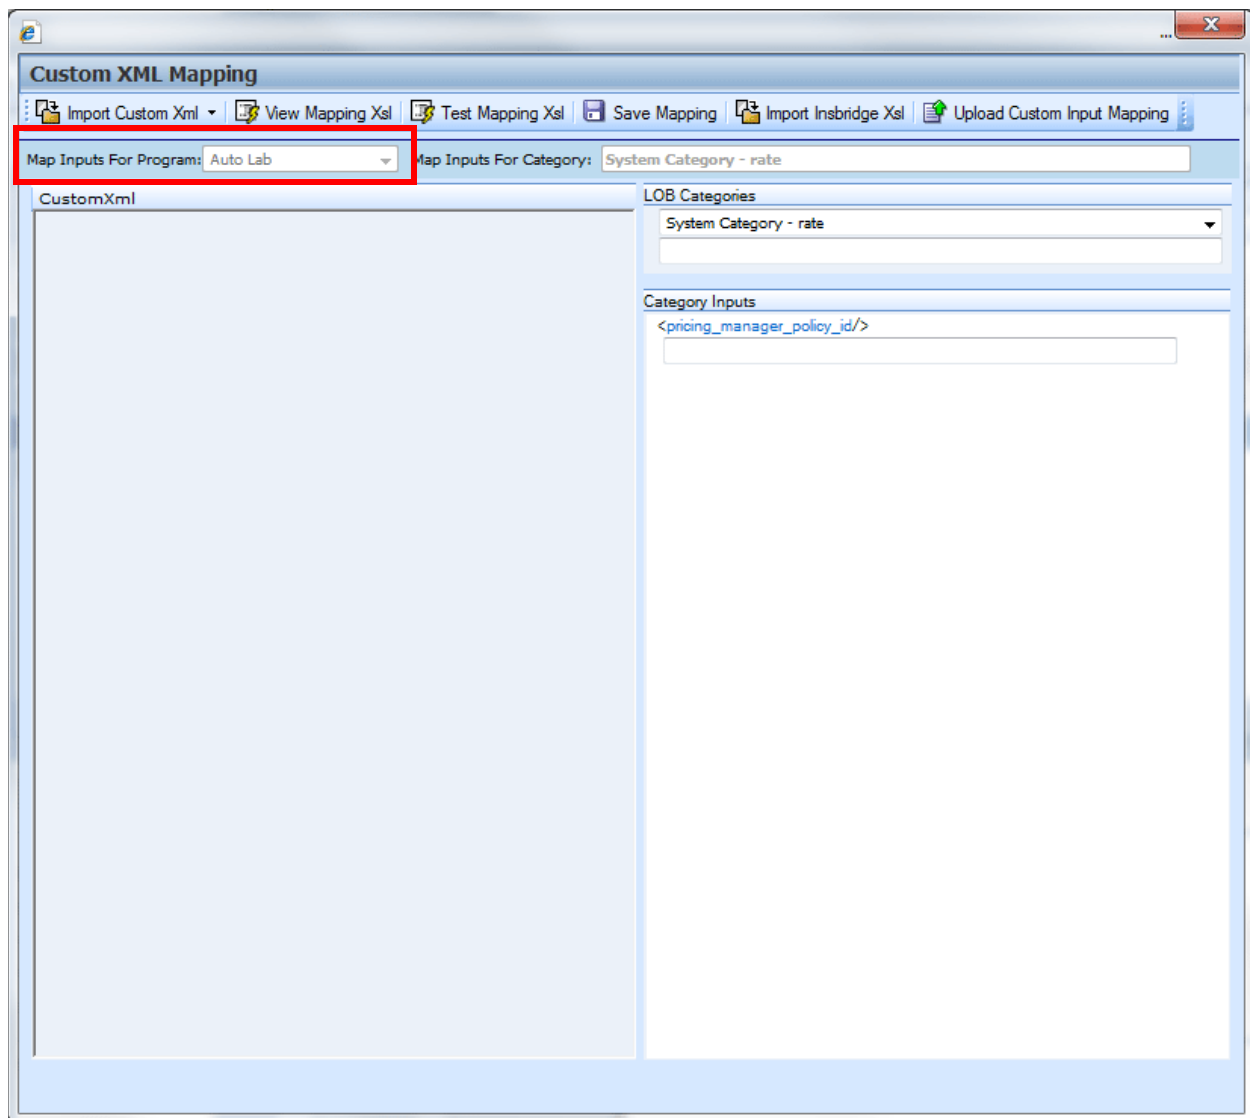 ...
Custom XML Mapping
Import Custom Xml View Mapping Xsl Test Mapping Xsl Save Mapping Import Insbridge Xsl Upload Custom Input Mapping
Map Inputs For Program: Auto Lab Map Inputs For Category: System Category - rate
CustomXml
LOB Categories
System Category - rate
Category Inputs
<pricing_manager_policy_id/>